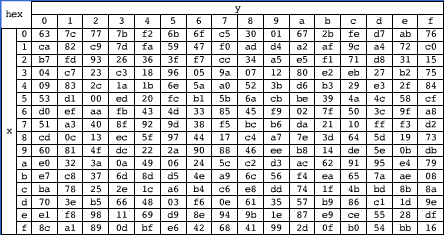 hex y
0 1 2 3 4 5 6 7 8 9 a b c d e f
0 63 7c 77 7b f2 6b 6f c5 30 01 67 2b fe d7 ab 76
1 ca 82 c9 7d fa 59 47 f0 ad d4 a2 af 9c a4 72 c0
2 b7 fd 93 26 36 3f f7 cc 34 a5 e5 f1 71 d8 31 15
3 04 c7 23 c3 18 96 05 9a 07 12 80 e2 eb 27 b2 75
4 09 83 2c 1a 1b 6e 5a a0 52 3b d6 b3 29 e3 2f 84
5 53 d1 00 ed 20 fc b1 5b 6a cb be 39 4a 4c 58 cf
6 d0 ef aa fb 43 4d 33 85 45 f9 02 7f 50 3c 9f a8
x 7 51 a3 40 8f 92 9d 38 f5 bc b6 da 21 10 ff f3 d2
8 cd 0c 13 ec 5f 97 44 17 c4 a7 7e 3d 64 5d 19 73
9 60 81 4f dc 22 2a 90 88 46 ee b8 14 de 5e 0b db
a e0 32 3a 0a 49 06 24 5c c2 d3 ac 62 91 95 e4 79
b e7 c8 37 6d 8d d5 4e a9 6c 56 f4 ea 65 7a ae 08
c ba 78 25 2e 1c a6 b4 c6 e8 dd 74 1f 4b bd 8b 8a
d 70 3e b5 66 48 03 f6 0e 61 35 57 b9 86 c1 1d 9e
e e1 f8 98 11 69 d9 8e 94 9b 1e 87 e9 ce 55 28 df
f 8c a1 89 0d bf e6 42 68 41 99 2d 0f b0 54 bb 16